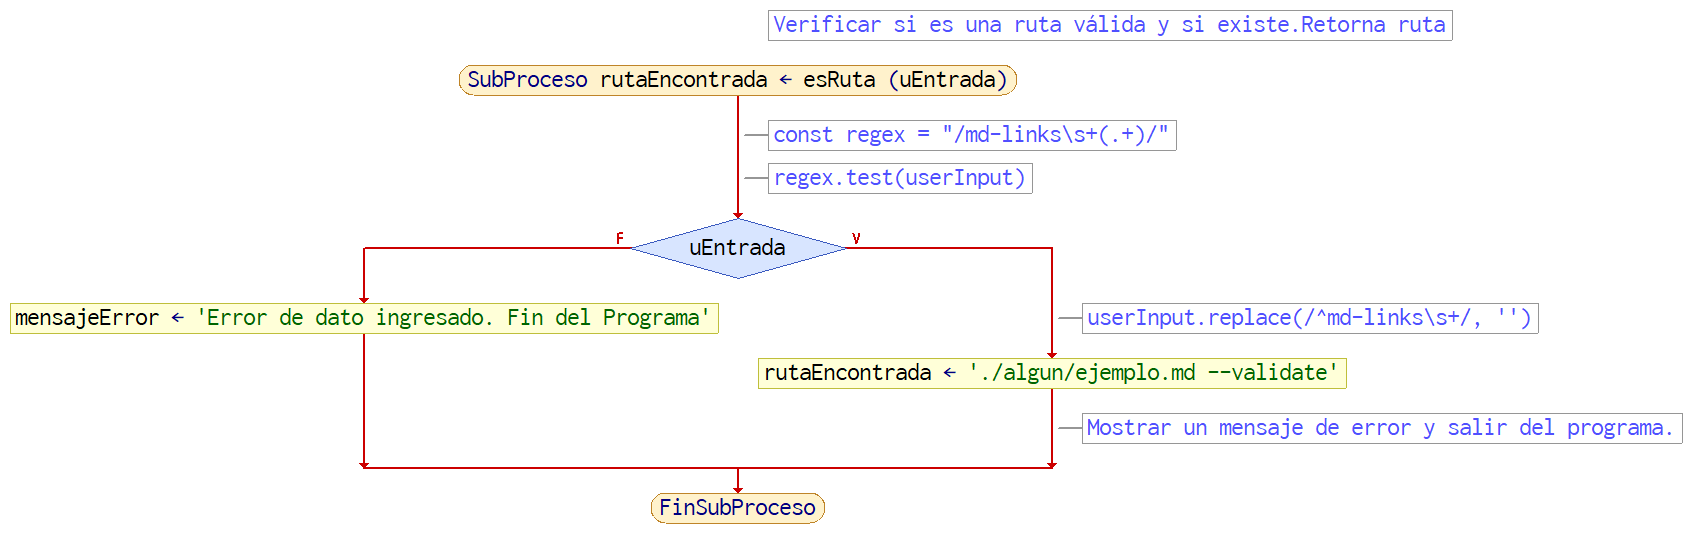 Verificar si es una ruta válida y si existe.Retorna ruta
SubProceso rutaEncontrada ← esRuta (uEntrada)
const regex = "/md-links\s+(.+)/"
regex.test(userInput)
F
V
uEntrada
mensajeError ← 'Error de dato ingresado. Fin del Programa'
userInput.replace(/^md-links\s+/, '')
rutaEncontrada ← './algun/ejemplo.md --validate'
Mostrar un mensaje de error y salir del programa.
FinSubProceso